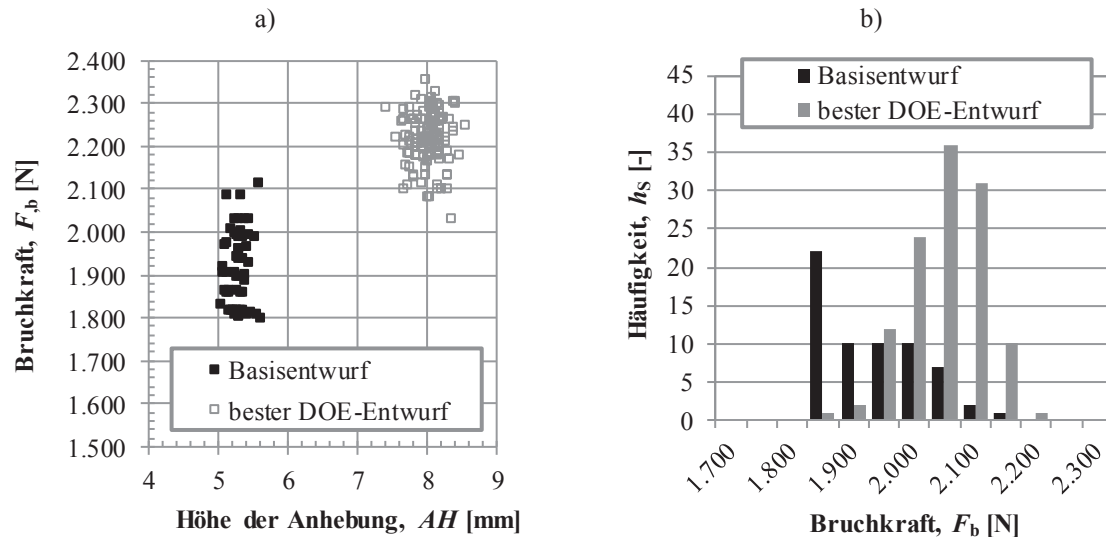 a)
2.400
2.300
2.200
2.100
2.000
1.900
1.800
1.700
1.600
1.500
Bruchkraft, F,b [N]
Basisentwurf
bester DOE-Entwurf
4 5 6 7 8 9
Höhe der Anhebung, AH [mm]
b)
Basisentwurf
bester DOE-Entwurf
45
40
35
30
25
20
15
10
5
0
Häufigkeit, hS [-]
1.700 1.800 1.900 2.000 2.100 2.200 2.300
Bruchkraft, Fb [N]